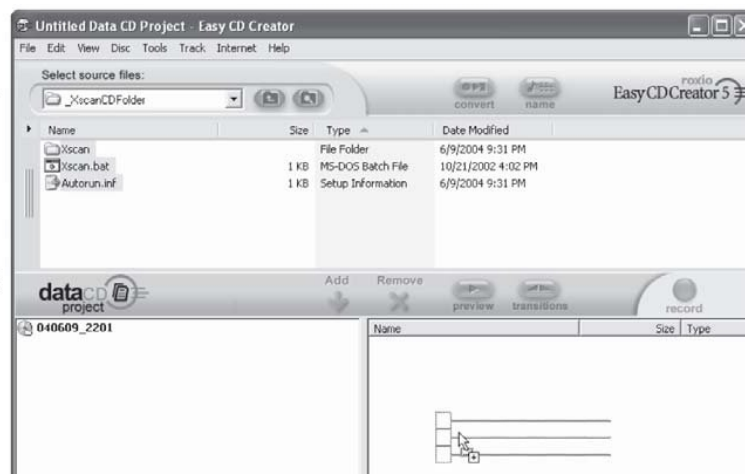 Untitled Data CD Project - Easy CD Creator
File Edit View Disc Tools Track Internet Help
Select source files:
_XscanCDFolder
convert name
roxio
Easy CD Creator 5
Name Size Type Date Modified
Xscan File Folder 6/9/2004 9:31 PM
Xscan.bat 1 KB MS-DOS Batch File 10/21/2002 4:02 PM
Autorun.inf 1 KB Setup Information 6/9/2004 9:31 PM
dataCD project
Add Remove
preview transitions
record
040609_2201
Name Size Type